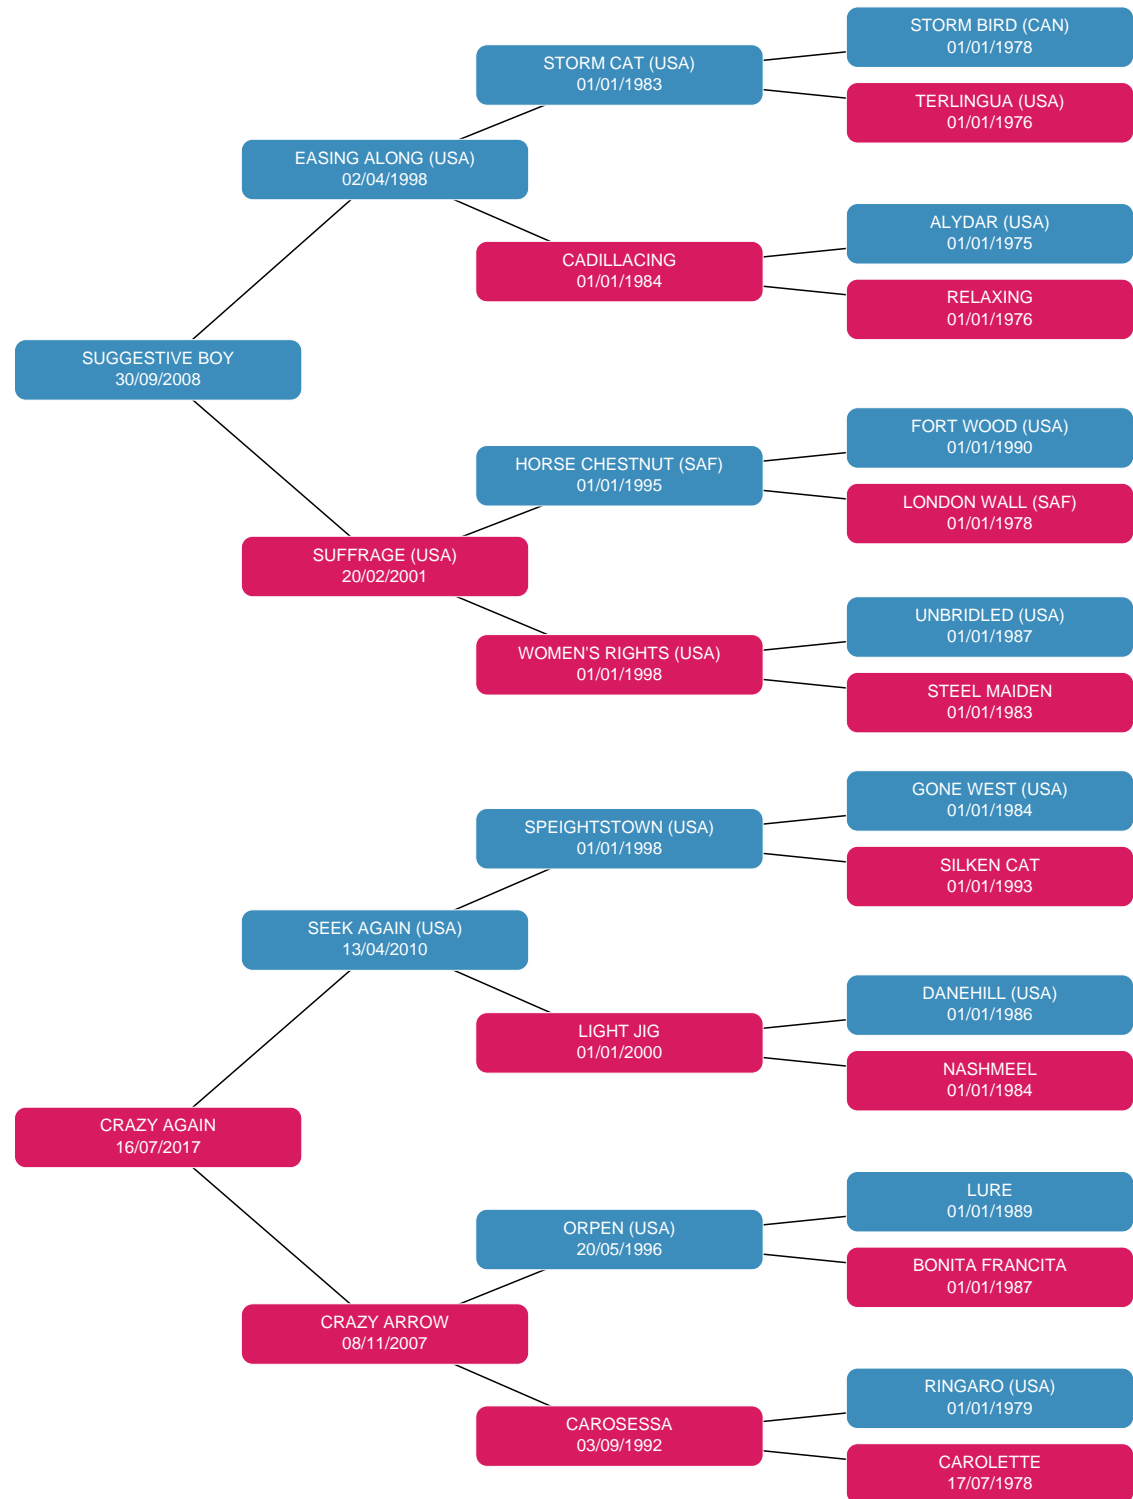 STORM BIRD (CAN)
01/01/1978
STORM CAT (USA)
01/01/1983
TERLINGUA (USA)
01/01/1976
EASING ALONG (USA)
02/04/1998
ALYDAR (USA)
01/01/1975
CADILLACING
01/01/1984
RELAXING
01/01/1976
SUGGESTIVE BOY
30/09/2008
FORT WOOD (USA)
01/01/1990
HORSE CHESTNUT (SAF)
01/01/1995
LONDON WALL (SAF)
01/01/1978
SUFFRAGE (USA)
20/02/2001
UNBRIDLED (USA)
01/01/1987
WOMEN'S RIGHTS (USA)
01/01/1998
STEEL MAIDEN
01/01/1983
GONE WEST (USA)
01/01/1984
SPEIGHTSTOWN (USA)
01/01/1998
SILKEN CAT
01/01/1993
SEEK AGAIN (USA)
13/04/2010
DANEHILL (USA)
01/01/1986
LIGHT JIG
01/01/2000
NASHMEEL
01/01/1984
CRAZY AGAIN
16/07/2017
LURE
01/01/1989
ORPEN (USA)
20/05/1996
BONITA FRANCITA
01/01/1987
CRAZY ARROW
08/11/2007
RINGARO (USA)
01/01/1979
CAROSESSA
03/09/1992
CAROLETTE
17/07/1978